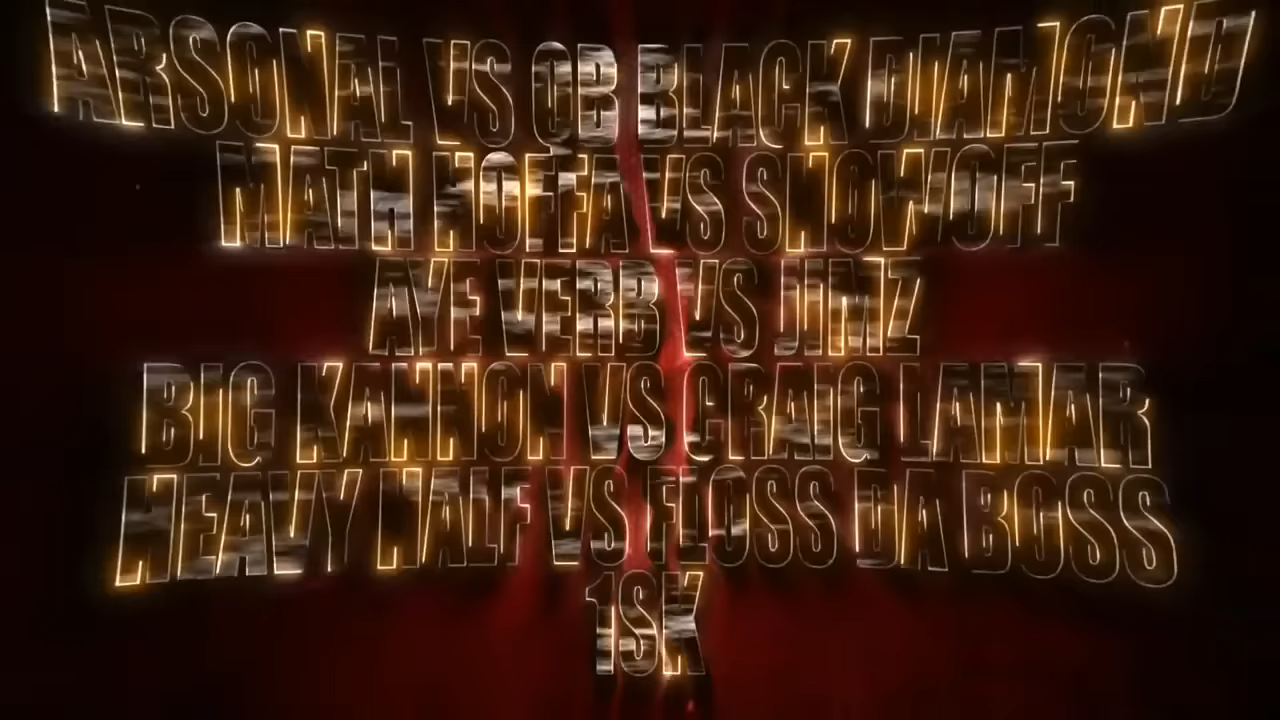 ARSONAL VS QB BLACK DIAMOND
MATH HOFFA VS SHOWOFF
AYE VERB VS JIMZ
BIG KANNON VS CRAIG LAMAR
HEAVY HALF VS FLOSS DA BOSS
1SK